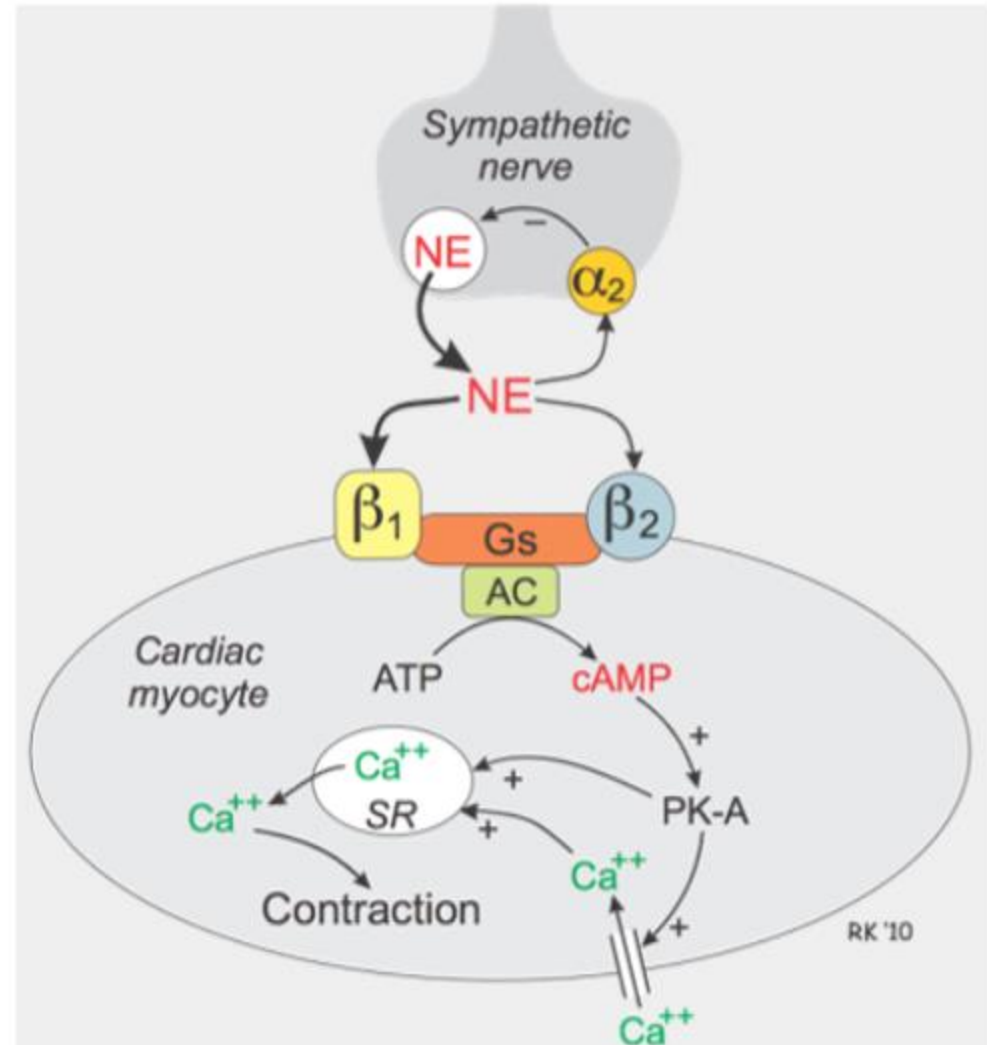 Sympathetic
nerve
NE
−
α₂
NE
β₁
Gs
β₂
AC
Cardiac
myocyte
ATP
cAMP
+
Ca⁺⁺
+
SR
Ca⁺⁺
+
PK-A
Ca⁺⁺
Contraction
+
RK '10
Ca⁺⁺